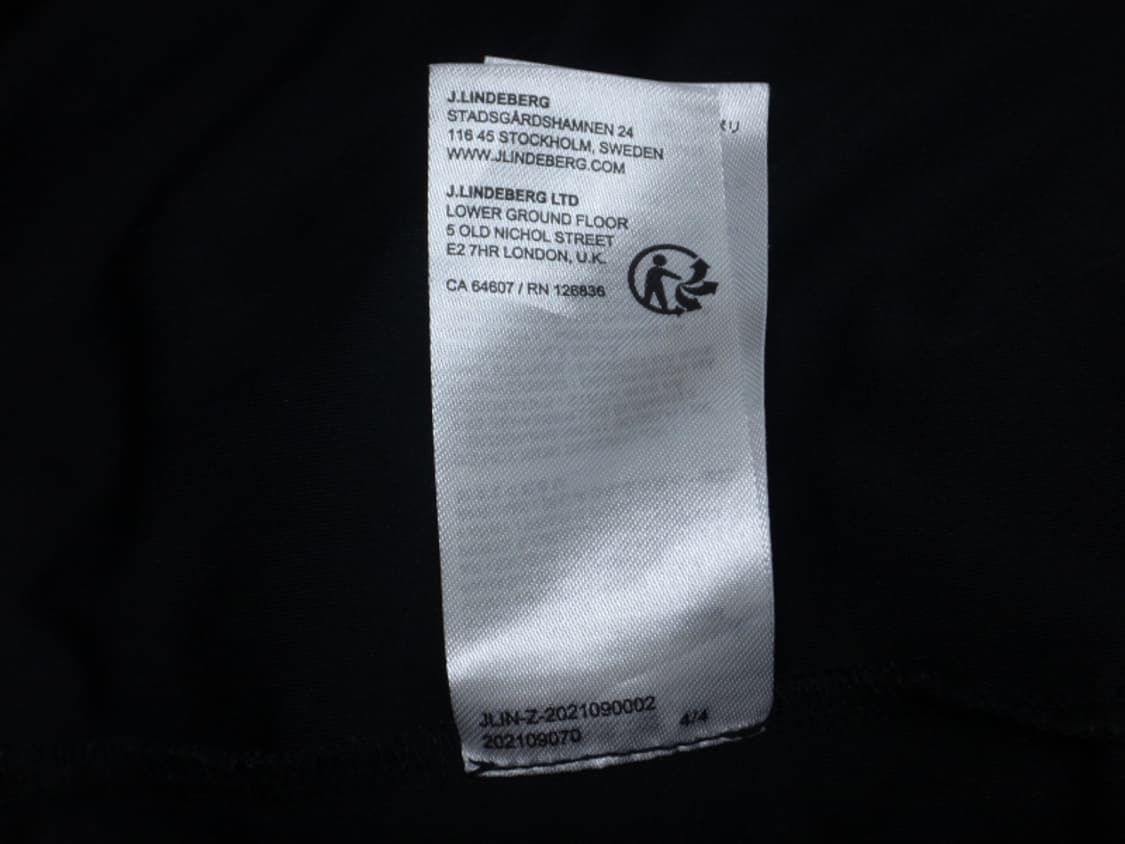 J.LINDEBERG
STADSGÅRDSHAMNEN 24
116 45 STOCKHOLM, SWEDEN
WWW.JLINDEBERG.COM
J.LINDEBERG LTD
LOWER GROUND FLOOR
5 OLD NICHOL STREET
E2 7HR LONDON, U.K.
CA 64607 / RN 126836
JLIN-Z-2021090002
202109070
4/4